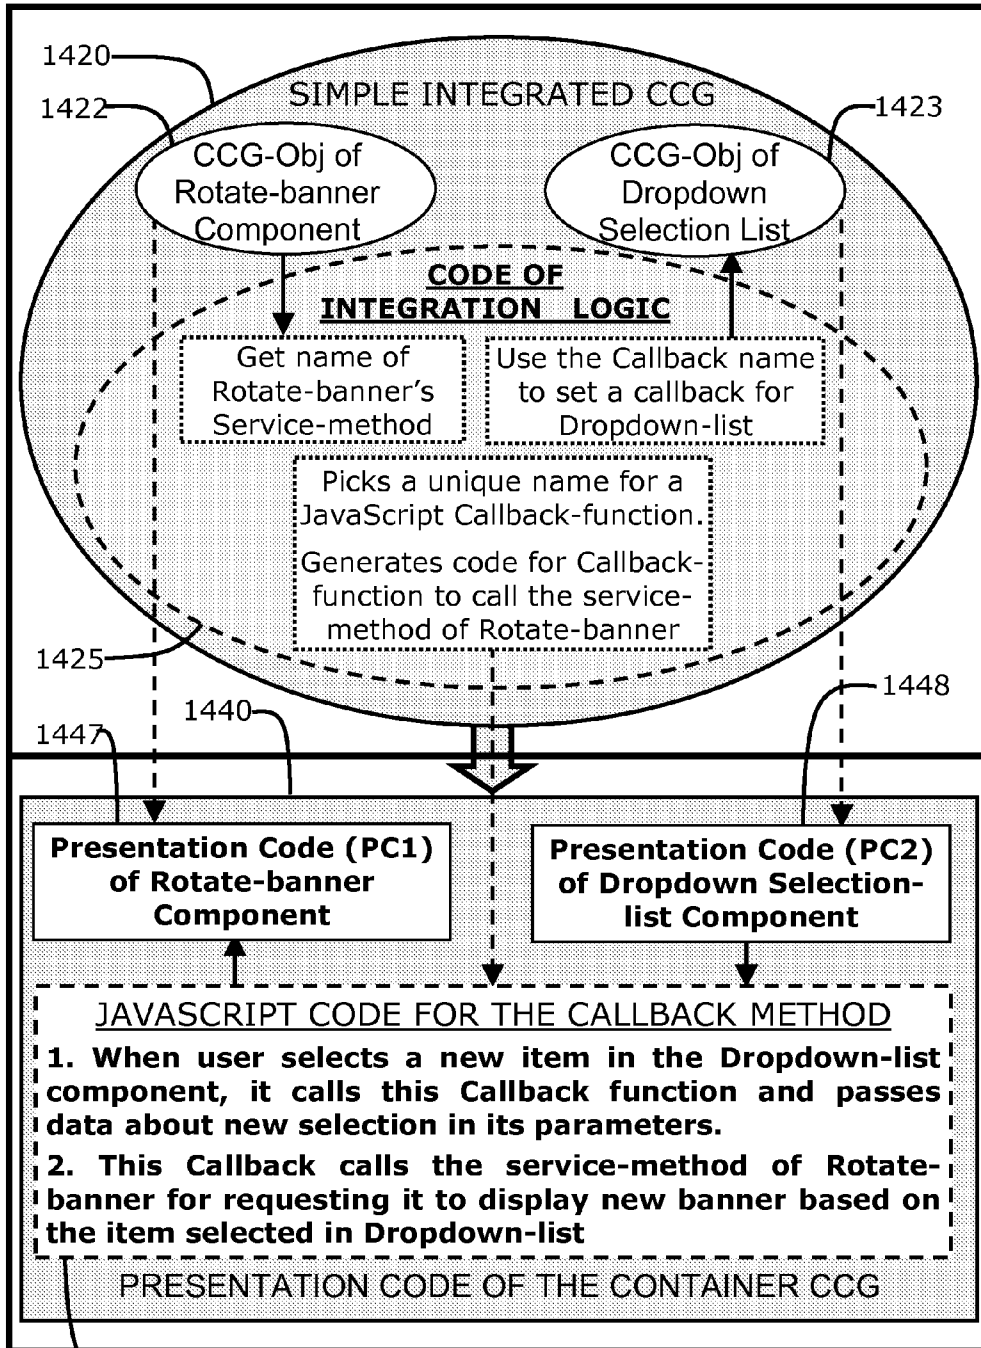 1420
SIMPLE INTEGRATED CCG
1422
1423
CCG-Obj of
Rotate-banner
Component
CCG-Obj of
Dropdown
Selection List
CODE OF
INTEGRATION LOGIC
Get name of
Rotate-banner's
Service-method
Use the Callback name
to set a callback for
Dropdown-list
Picks a unique name for a
JavaScript Callback-function.
Generates code for Callback-
function to call the service-
method of Rotate-banner
1425
1440
1448
1447
Presentation Code (PC1)
of Rotate-banner
Component
Presentation Code (PC2)
of Dropdown Selection-
list Component
JAVASCRIPT CODE FOR THE CALLBACK METHOD
1. When user selects a new item in the Dropdown-list
component, it calls this Callback function and passes
data about new selection in its parameters.
2. This Callback calls the service-method of Rotate-
banner for requesting it to display new banner based on
the item selected in Dropdown-list
PRESENTATION CODE OF THE CONTAINER CCG